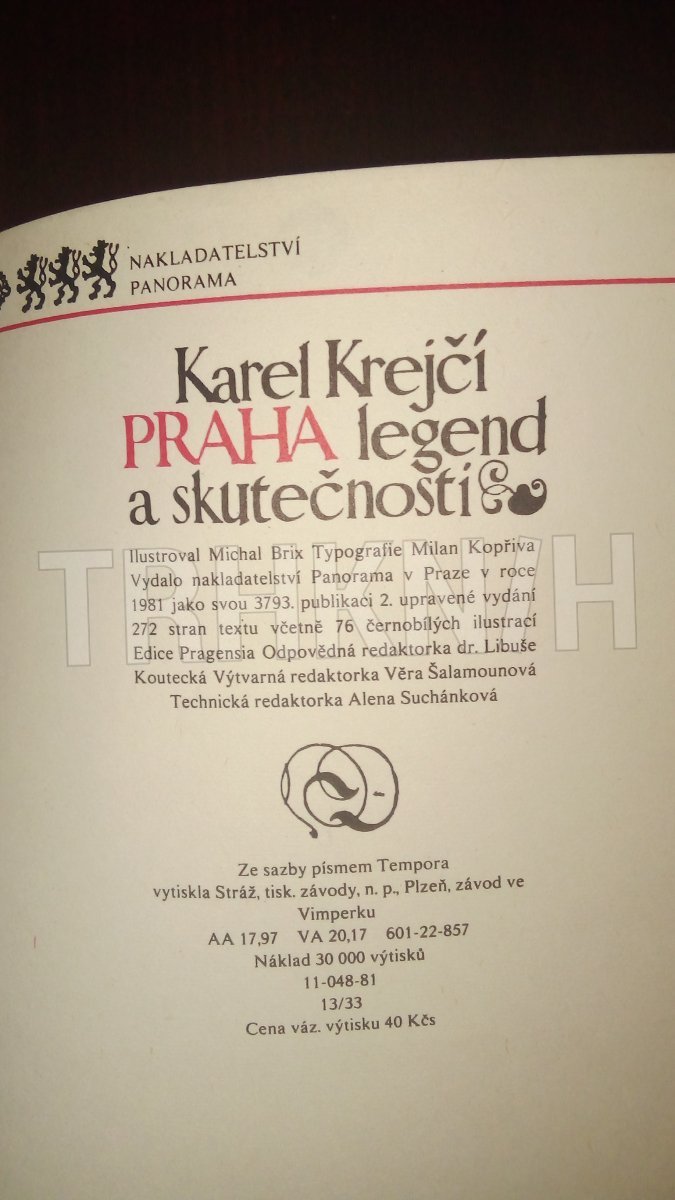 NAKLADATELSTVÍ
PANORAMA
Karel Krejčí
PRAHA legend
a skutečností
Ilustroval Michal Brix Typografie Milan Kopřiva
Vydalo nakladatelství Panorama v Praze v roce
1981 jako svou 3793. publikaci 2. upravené vydání
272 stran textu včetně 76 černobílých ilustrací
Edice Pragensia Odpovědná redaktorka dr. Libuše
Koutecká Výtvarná redaktorka Věra Šalamounová
Technická redaktorka Alena Suchánková
Ze sazby písmem Tempora
vytiskla Stráž, tisk. závody, n. p., Plzeň, závod ve
Vimperku
AA 17,97 VA 20,17 601-22-857
Náklad 30 000 výtisků
11-048-81
13/33
Cena váz. výtisku 40 Kčs